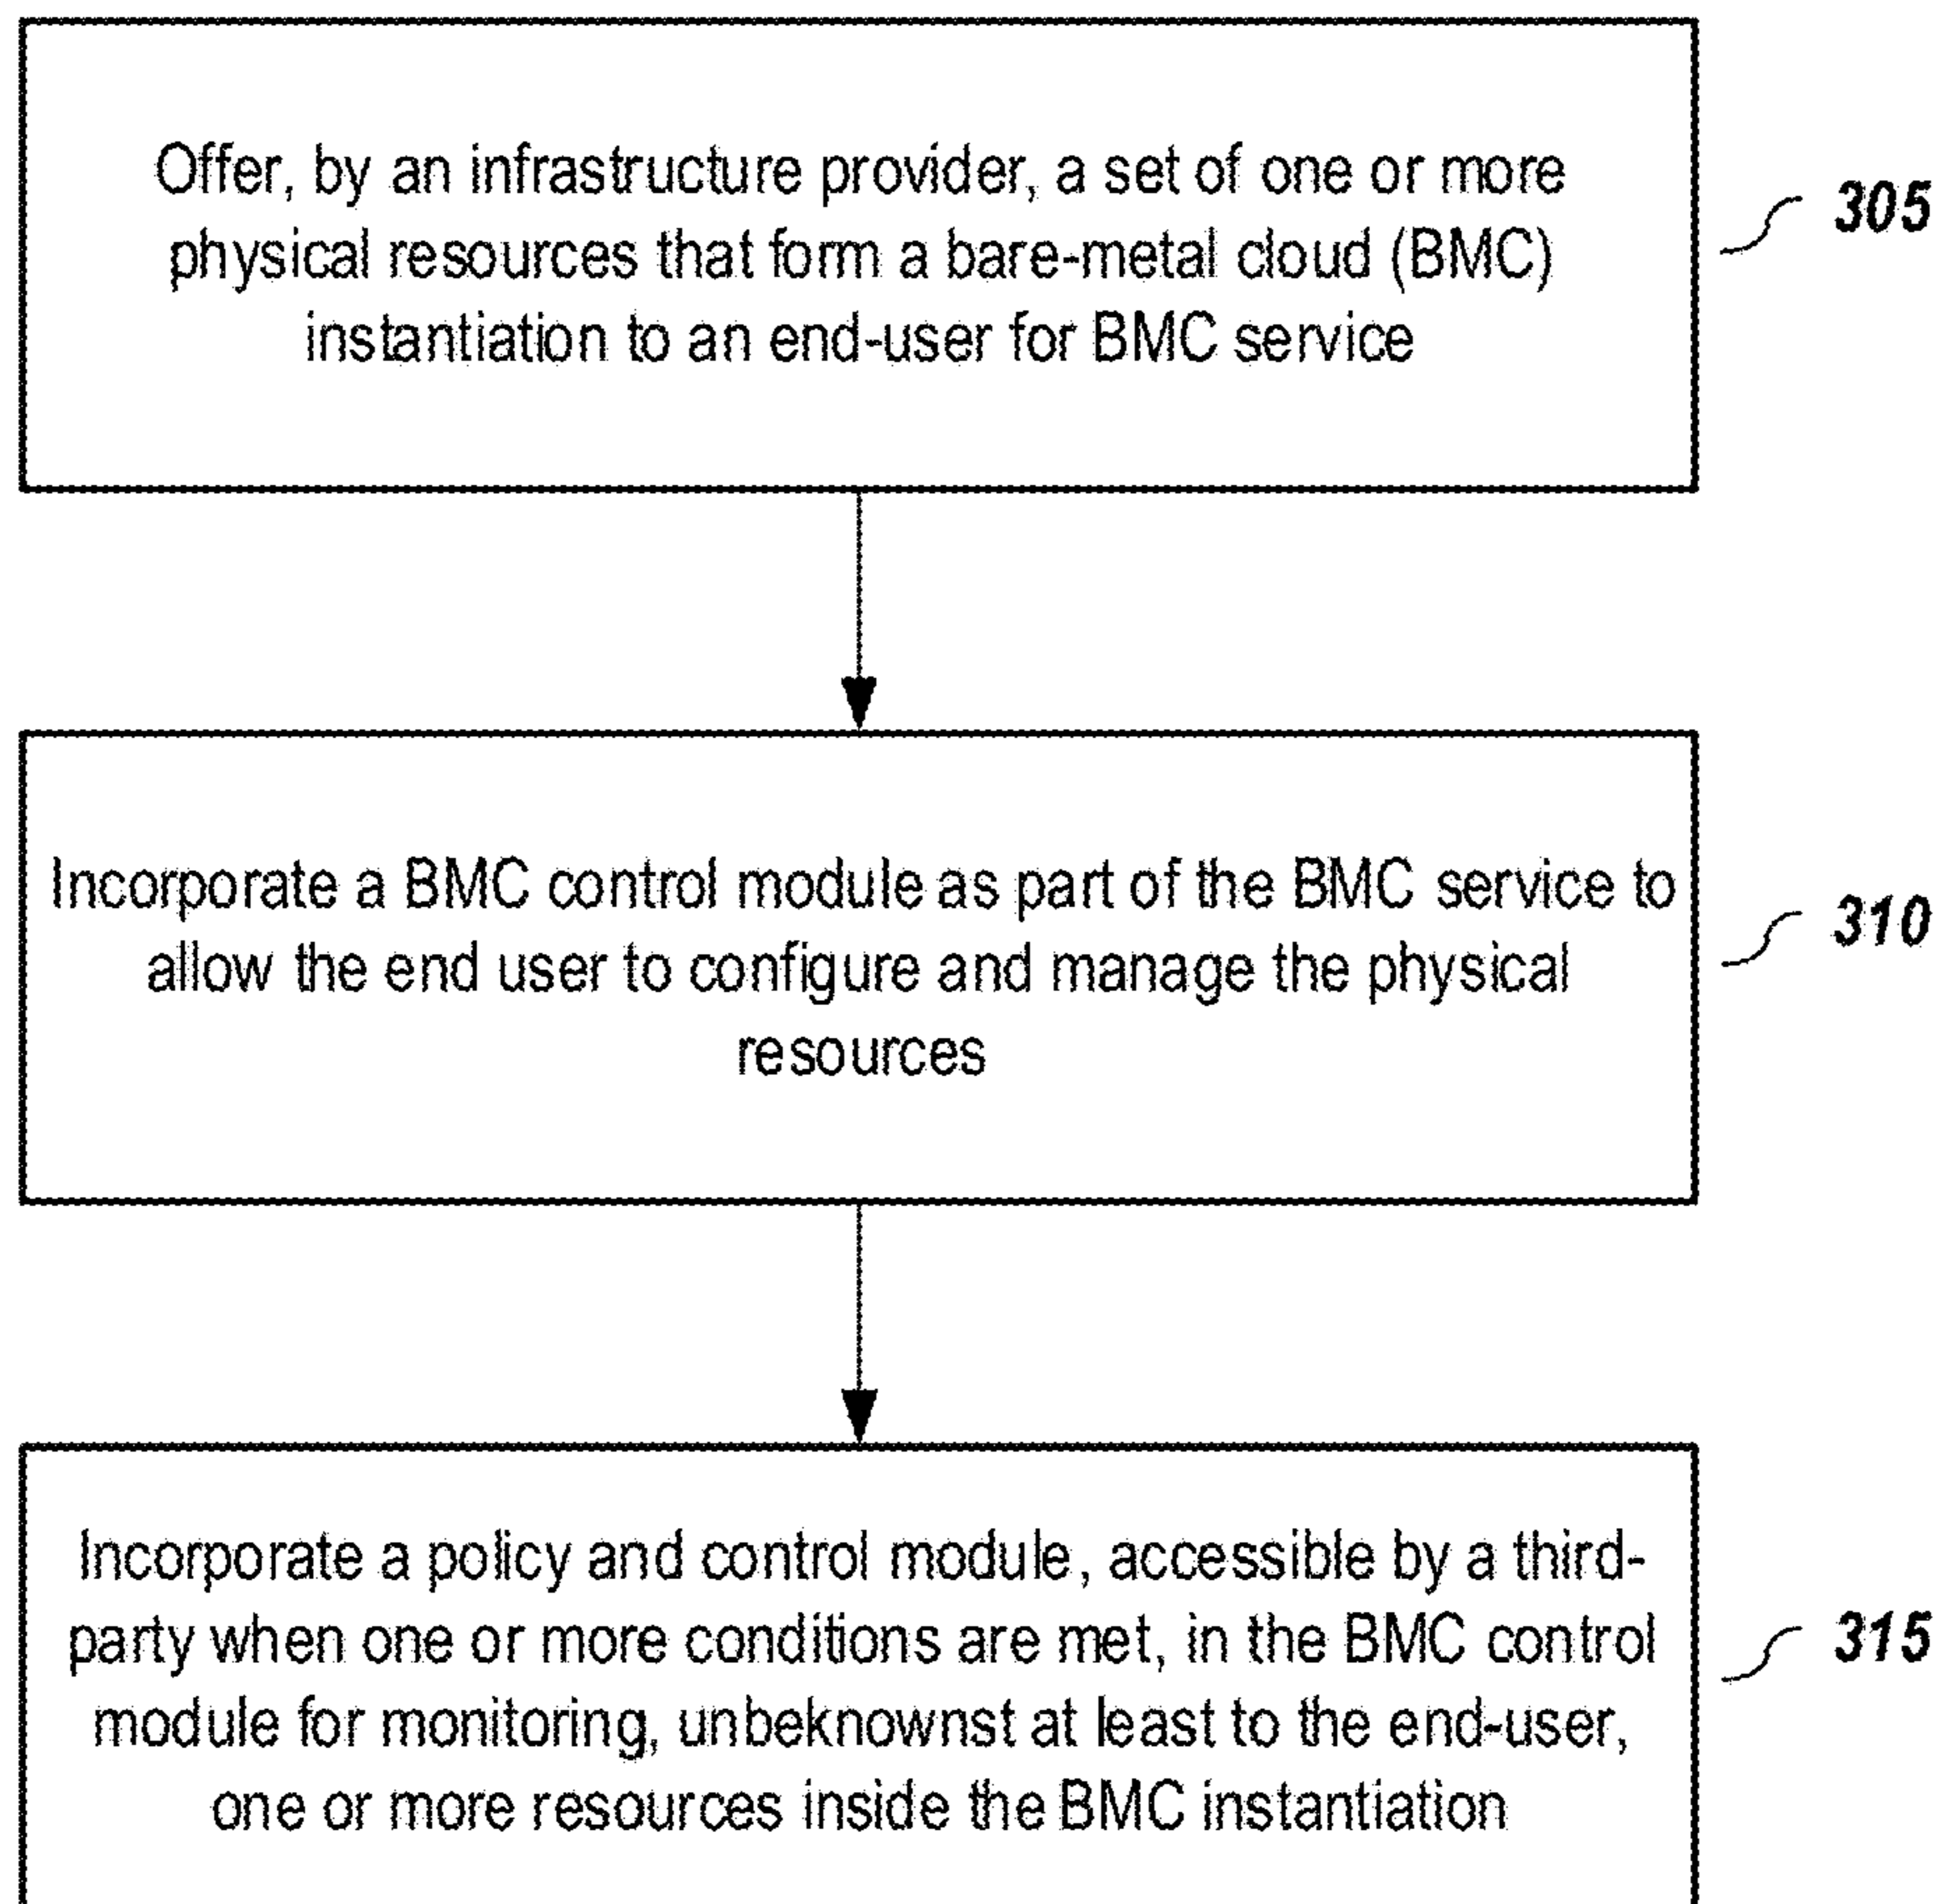 Offer, by an infrastructure provider, a set of one or more
physical resources that form a bare-metal cloud (BMC)
instantiation to an end-user for BMC service
305
Incorporate a BMC control module as part of the BMC service to
allow the end user to configure and manage the physical
resources
310
Incorporate a policy and control module, accessible by a third-
party when one or more conditions are met, in the BMC control
module for monitoring, unbeknownst at least to the end-user,
one or more resources inside the BMC instantiation
315